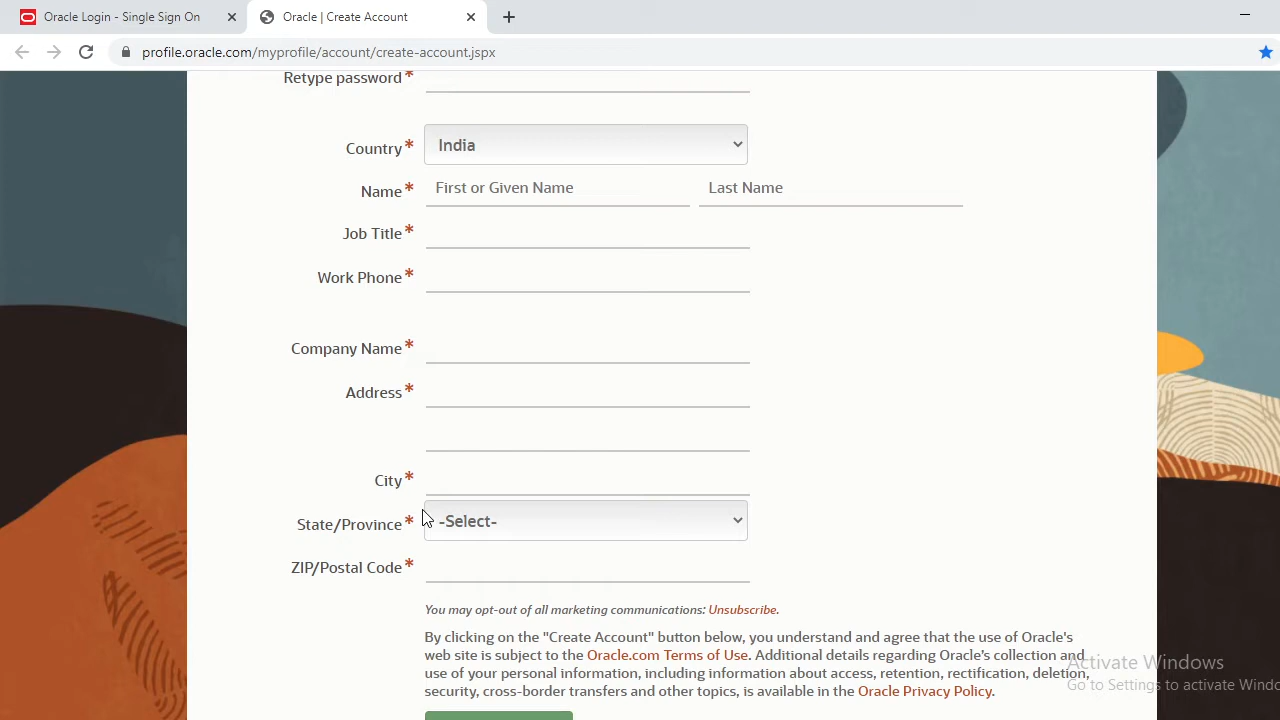 Oracle Login - Single Sign On
Oracle | Create Account
profile.oracle.com/myprofile/account/create-account.jspx
Retype password*
Country* India
Name* First or Given Name Last Name
Job Title*
Work Phone*
Company Name*
Address*
City*
State/Province* -Select-
ZIP/Postal Code*
You may opt-out of all marketing communications: Unsubscribe.
By clicking on the "Create Account" button below, you understand and agree that the use of Oracle's
web site is subject to the Oracle.com Terms of Use. Additional details regarding Oracle's collection and
use of your personal information, including information about access, retention, rectification, deletion,
security, cross-border transfers and other topics, is available in the Oracle Privacy Policy.
Activate Windows
Go to Settings to activate Windo